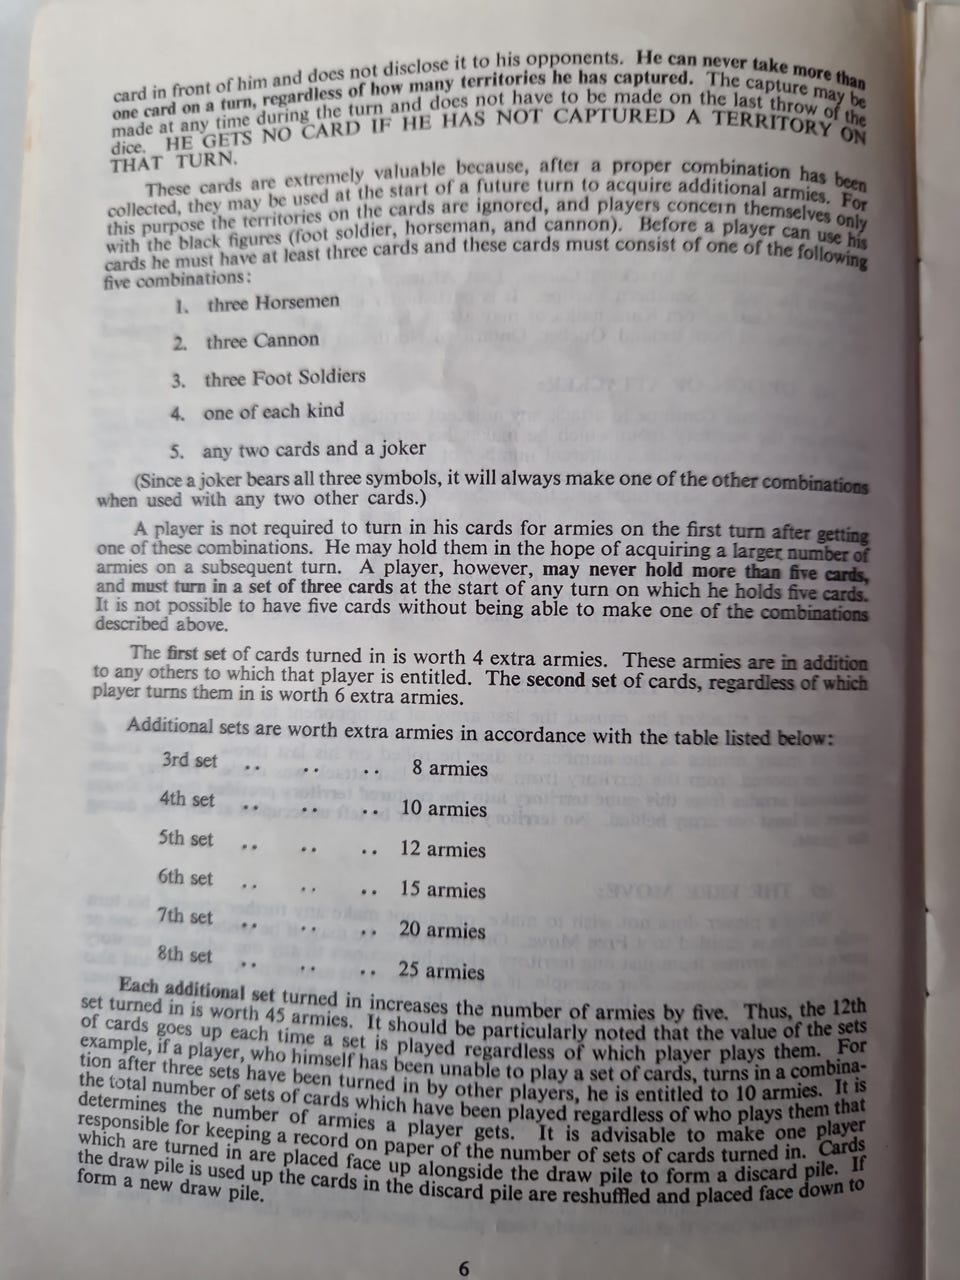 card in front of him and does not disclose it to his opponents. He can never take more than
one card on a turn, regardless of how many territories he has captured. The capture may be
made at any time during the turn and does not have to be made on the last throw of the
dice. HE GETS NO CARD IF HE HAS NOT CAPTURED A TERRITORY ON
THAT TURN.
These cards are extremely valuable because, after a proper combination has been
collected, they may be used at the start of a future turn to acquire additional armies. For
this purpose the territories on the cards are ignored, and players concern themselves only
with the black figures (foot soldier, horseman, and cannon). Before a player can use his
cards he must have at least three cards and these cards must consist of one of the following
five combinations:
1. three Horsemen
2. three Cannon
3. three Foot Soldiers
4. one of each kind
5. any two cards and a joker
(Since a joker bears all three symbols, it will always make one of the other combinations
when used with any two other cards.)
A player is not required to turn in his cards for armies on the first turn after getting
one of these combinations. He may hold them in the hope of acquiring a larger number of
armies on a subsequent turn. A player, however, may never hold more than five cards,
and must turn in a set of three cards at the start of any turn on which he holds five cards.
It is not possible to have five cards without being able to make one of the combinations
described above.
The first set of cards turned in is worth 4 extra armies. These armies are in addition
to any others to which that player is entitled. The second set of cards, regardless of which
player turns them in is worth 6 extra armies.
Additional sets are worth extra armies in accordance with the table listed below:
3rd set .. .. .. 8 armies
4th set .. .. .. 10 armies
5th set .. .. .. 12 armies
6th set .. .. .. 15 armies
7th set .. .. .. 20 armies
8th set .. .. .. 25 armies
Each additional set turned in increases the number of armies by five. Thus, the 12th
set turned in is worth 45 armies. It should be particularly noted that the value of the sets
of cards goes up each time a set is played regardless of which player plays them. For
example, if a player, who himself has been unable to play a set of cards, turns in a combina-
tion after three sets have been turned in by other players, he is entitled to 10 armies. It is
the total number of sets of cards which have been played regardless of who plays them that
determines the number of armies a player gets. It is advisable to make one player
responsible for keeping a record on paper of the number of sets of cards turned in. Cards
which are turned in are placed face up alongside the draw pile to form a discard pile. If
the draw pile is used up the cards in the discard pile are reshuffled and placed face down to
form a new draw pile.
6